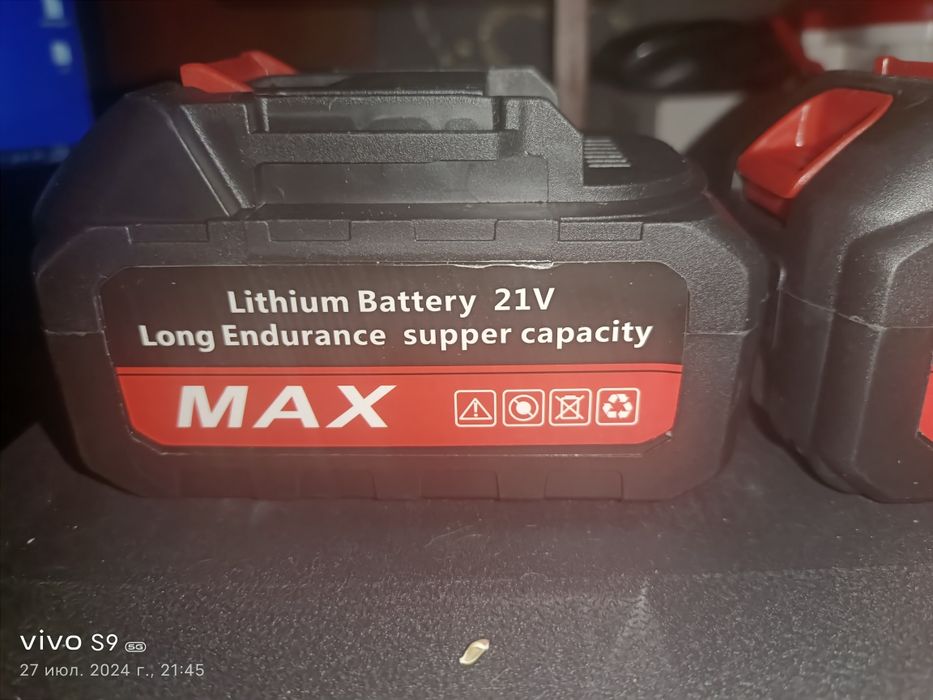 Lithium Battery 21V
Long Endurance supper capacity
MAX
vivo S9 5G
27 июл. 2024 г., 21:45